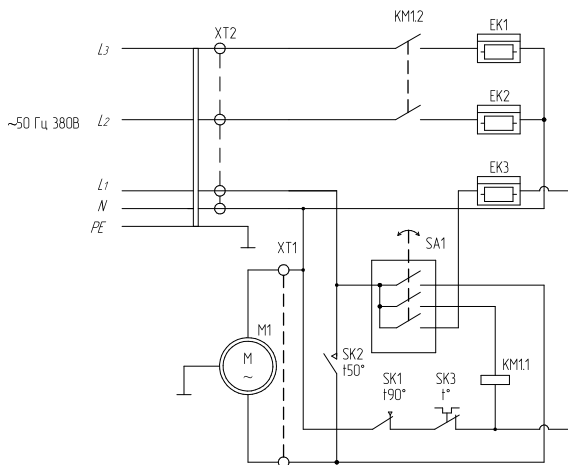 KM1.2
EK1
XT2
L3
EK2
~50 Гц 380В
L2
EK3
L1
N
PE
SA1
XT1
M1
M
~
SK2
t50°
KM1.1
SK1
t90°
SK3
t°